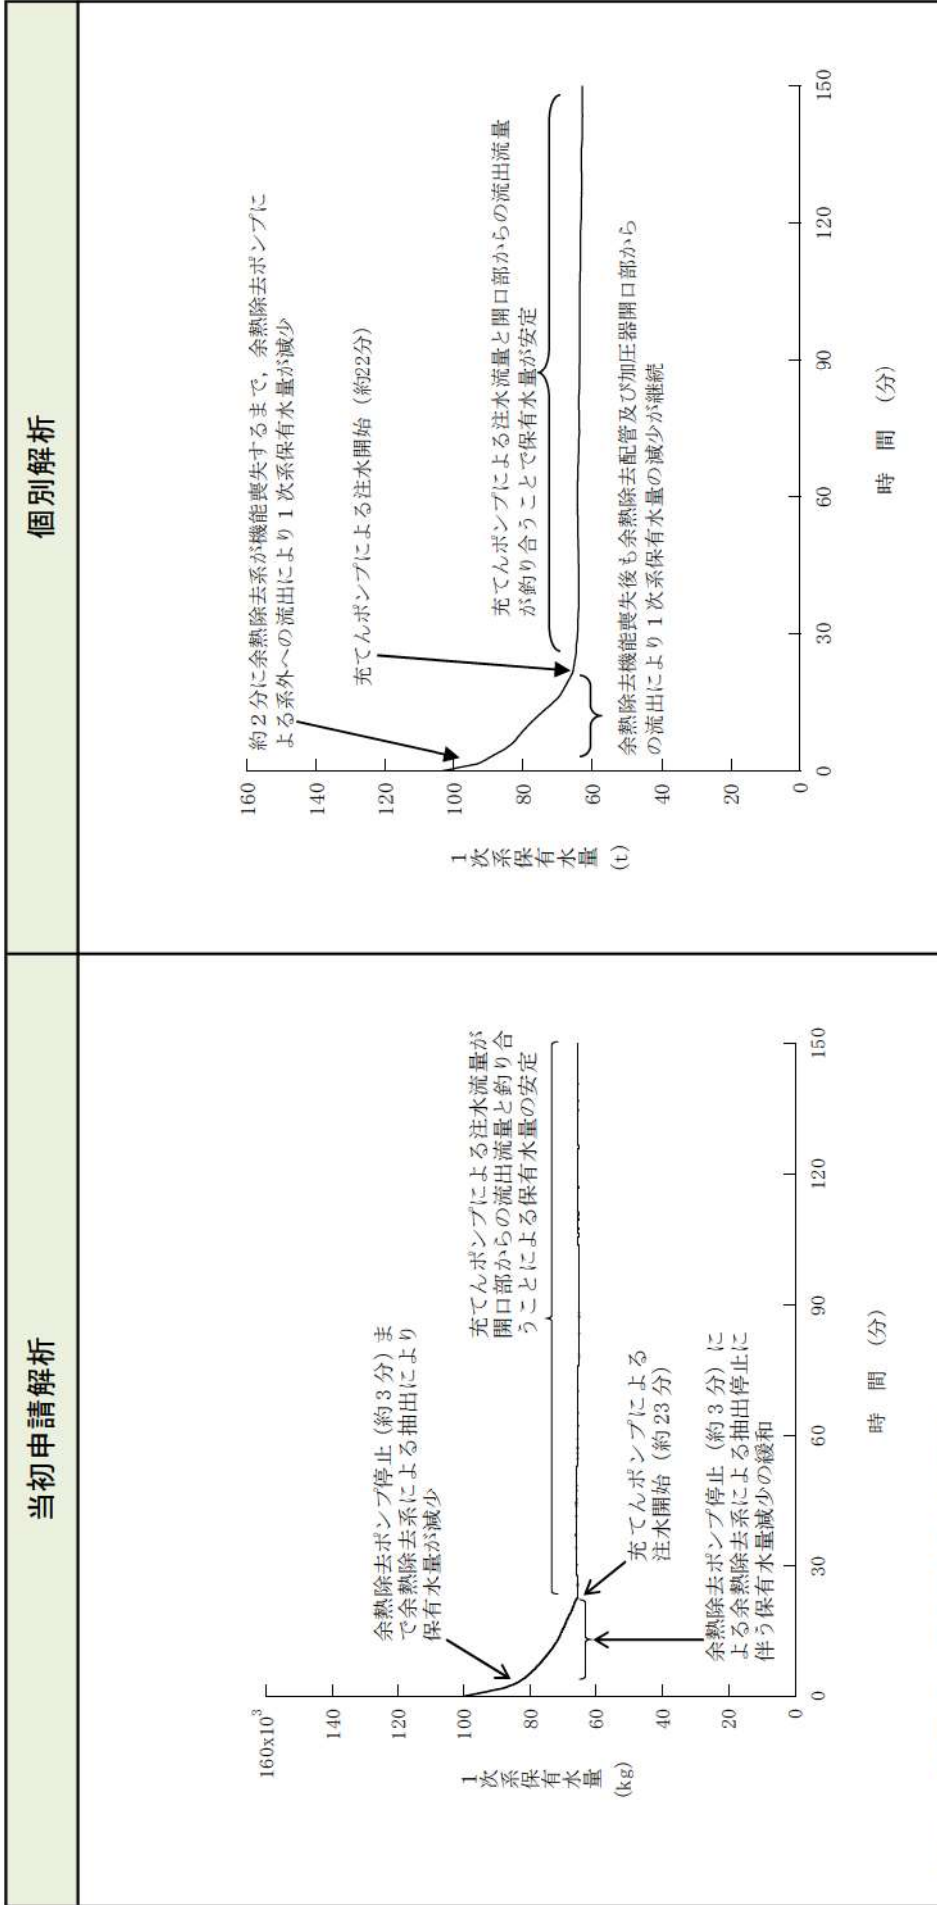 当初申請解析
160x10³
140
120
100
80
60
40
20
0
1次系保有水量
(kg)
0
30
60
90
120
150
時 間 (分)
余熱除去ポンプ停止(約3分)ま
で余熱除去系による抽出により
保有水量が減少
充てんポンプによる注水流量が
開口部からの流出流量と釣り合
うことによる保有水量の安定
充てんポンプによる
注水開始(約23分)
余熱除去ポンプ停止(約3分)に
よる余熱除去系による抽出停止に
伴う保有水量減少の緩和
個別解析
160
140
120
100
80
60
40
20
0
1次系保有水量
(t)
0
30
60
90
120
150
時 間 (分)
約2分に余熱除去系が機能喪失するまで,余熱除去ポンプに
よる系外への流出により1次系保有水量が減少
充てんポンプによる注水開始(約22分)
充てんポンプによる注水流量と開口部からの流出流量
が釣り合うことで保有水量が安定
余熱除去機能喪失後も余熱除去配管及び加圧器開口部から
の流出により1次系保有水量の減少が継続